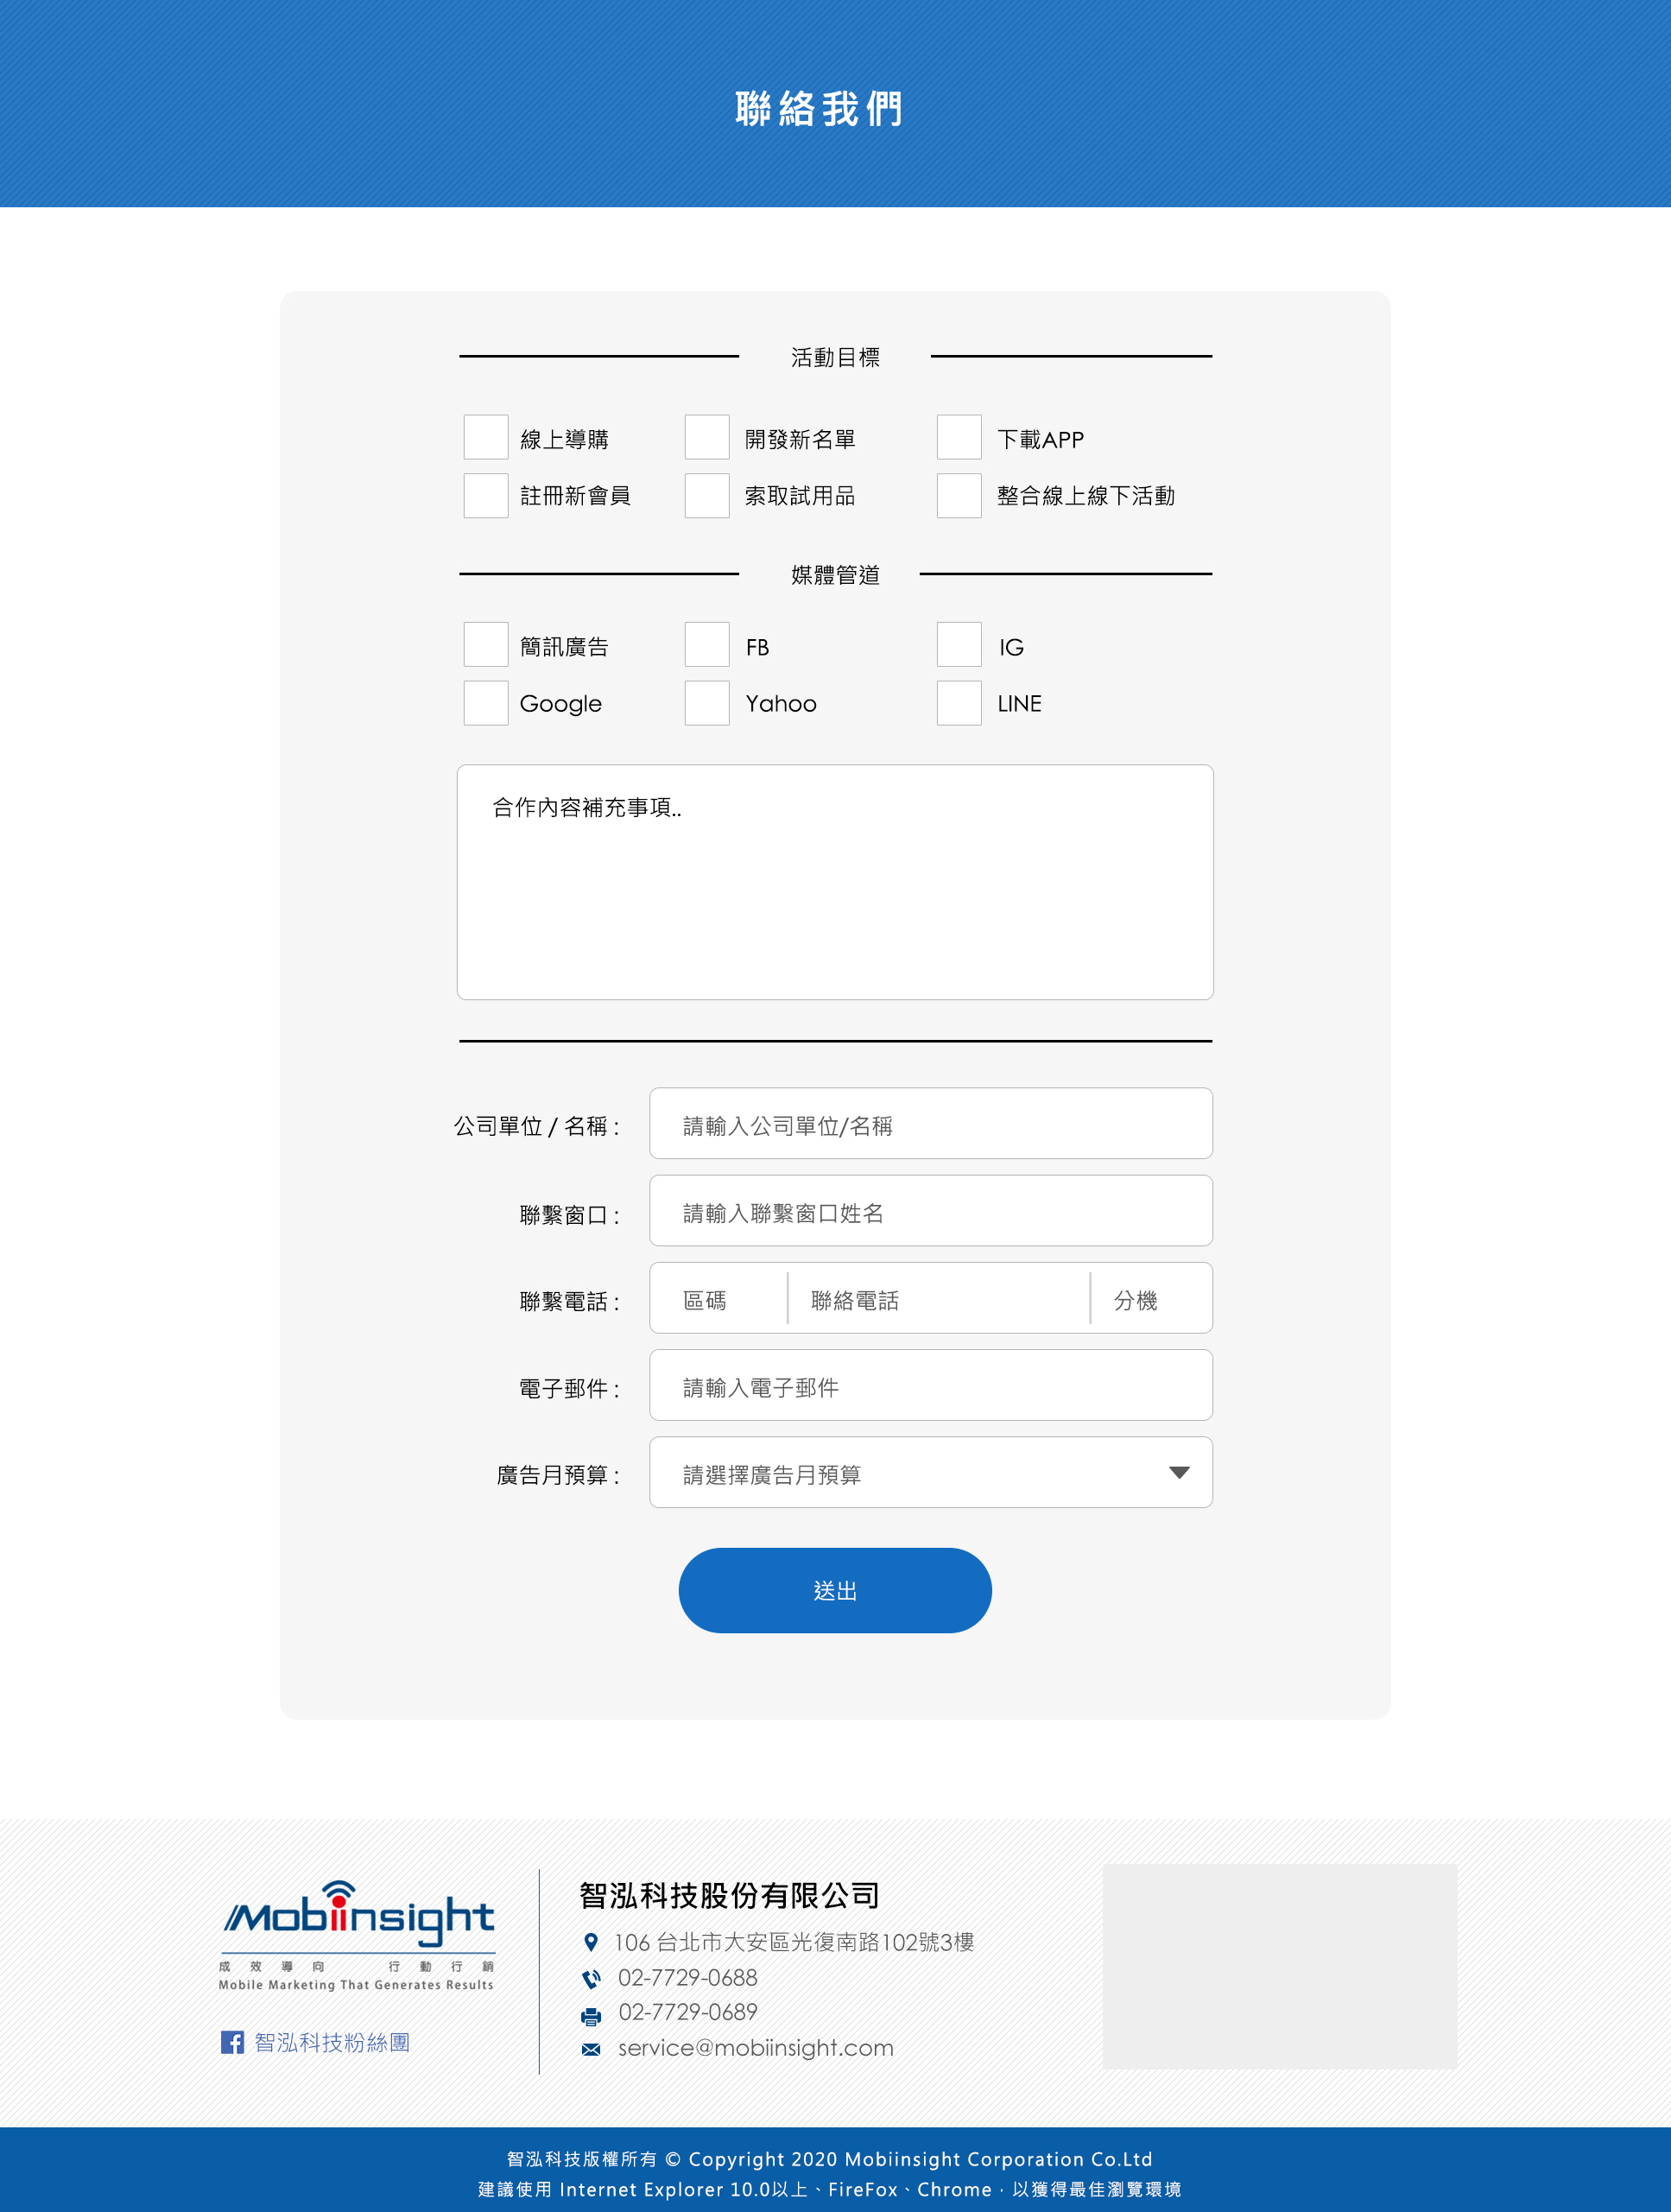 聯絡我們
活動目標
線上導購 開發新名單 下載APP
註冊新會員 索取試用品 整合線上線下活動
媒體管道
簡訊廣告 FB IG
Google Yahoo LINE
合作內容補充事項..
公司單位 / 名稱 : 請輸入公司單位/名稱
聯繫窗口 : 請輸入聯繫窗口姓名
聯繫電話 : 區碼 聯絡電話 分機
電子郵件 : 請輸入電子郵件
廣告月預算 : 請選擇廣告月預算
送出
Mobiinsight
成效導向 行動行銷
Mobile Marketing That Generates Results
智泓科技粉絲團
智泓科技股份有限公司
106 台北市大安區光復南路102號3樓
02-7729-0688
02-7729-0689
service@mobiinsight.com
智泓科技版權所有 © Copyright 2020 Mobiinsight Corporation Co.Ltd
建議使用 Internet Explorer 10.0以上、FireFox、Chrome，以獲得最佳瀏覽環境